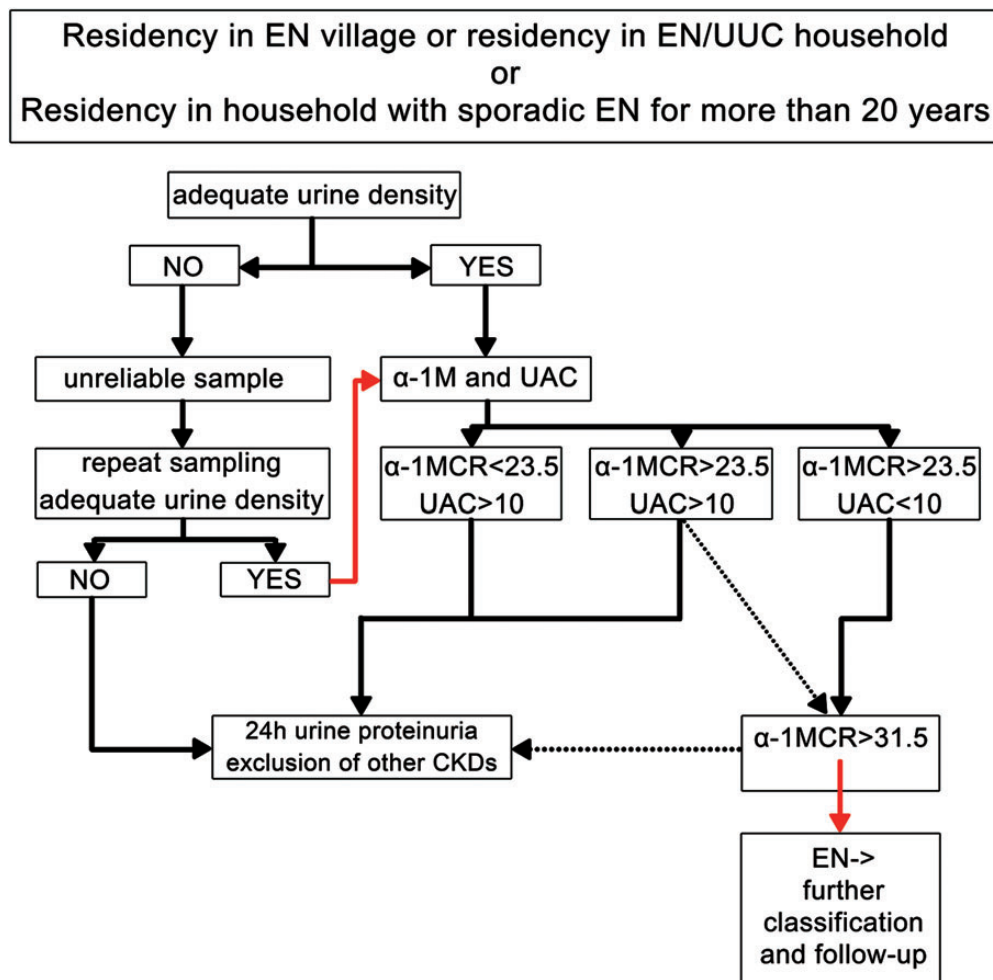 Residency in EN village or residency in EN/UUC household
or
Residency in household with sporadic EN for more than 20 years
adequate urine density
NO
YES
unreliable sample
α-1M and UAC
repeat sampling
adequate urine density
α-1MCR<23.5
UAC>10
α-1MCR>23.5
UAC>10
α-1MCR>23.5
UAC<10
NO
YES
24h urine proteinuria
exclusion of other CKDs
α-1MCR>31.5
EN->
further
classification
and follow-up